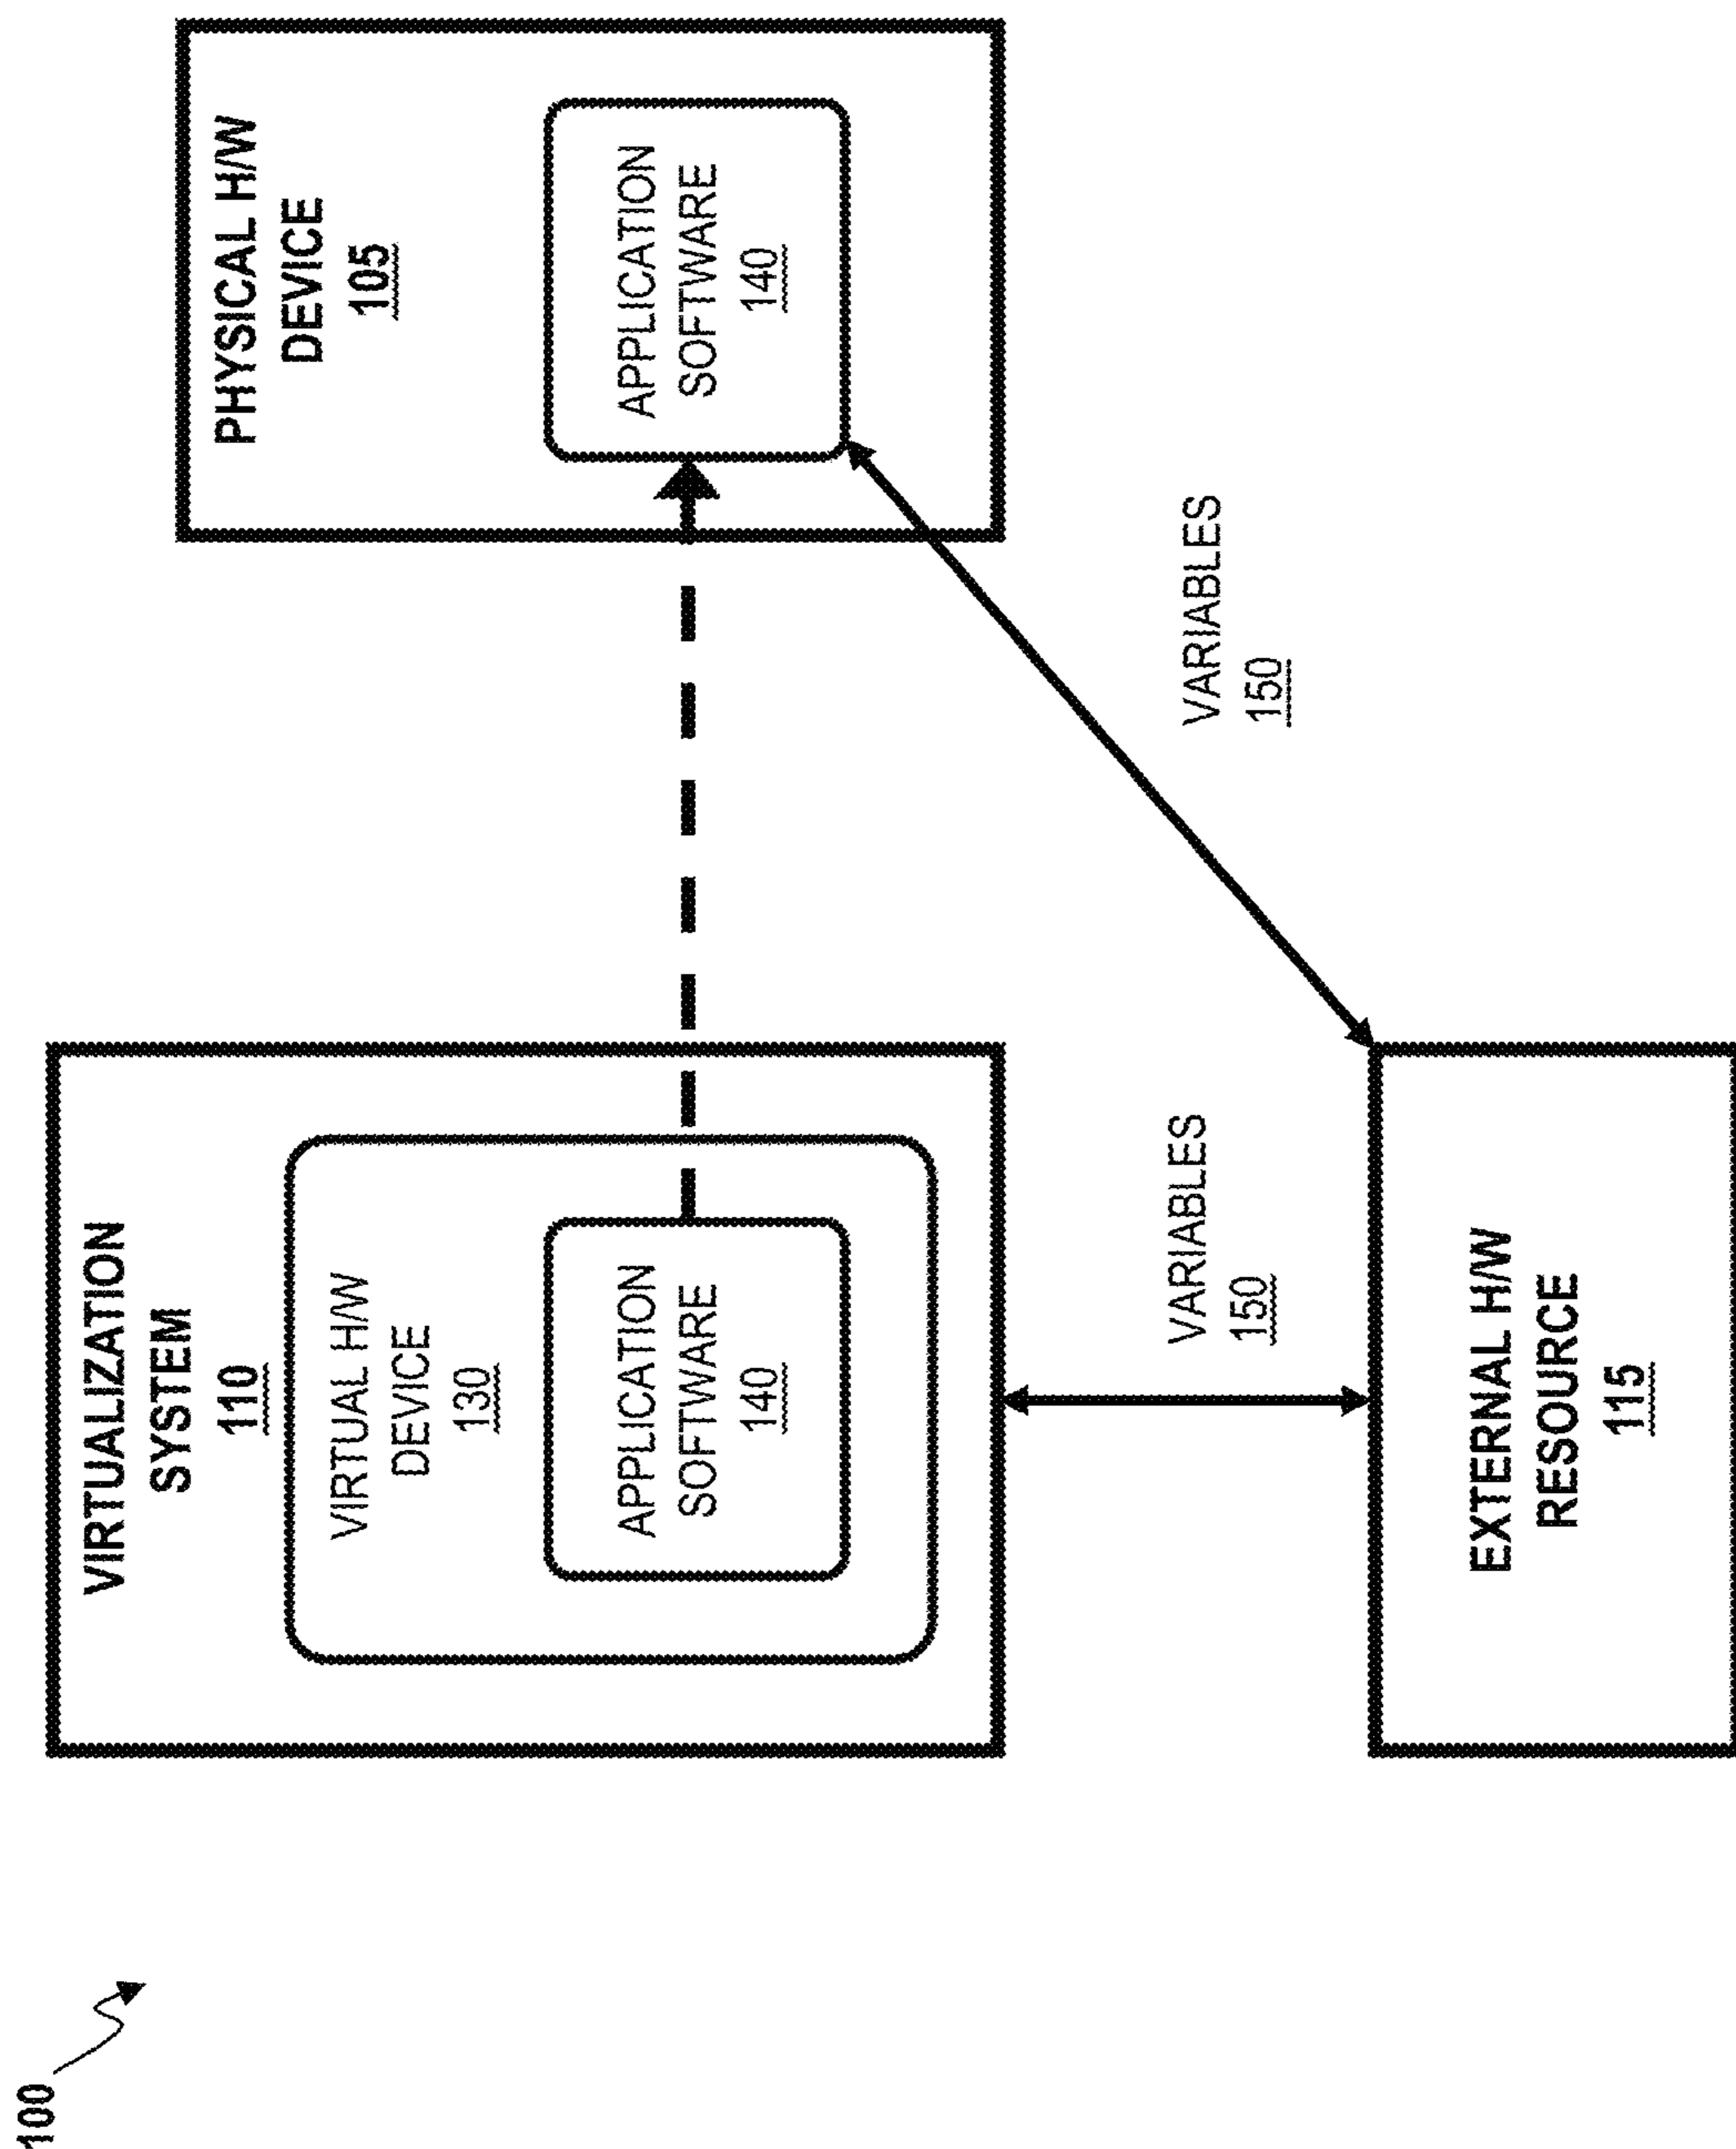 100
VIRTUALIZATION
SYSTEM
110
VIRTUAL H/W
DEVICE
130
APPLICATION
SOFTWARE
140
PHYSICAL H/W
DEVICE
105
APPLICATION
SOFTWARE
140
VARIABLES
150
VARIABLES
150
EXTERNAL H/W
RESOURCE
115